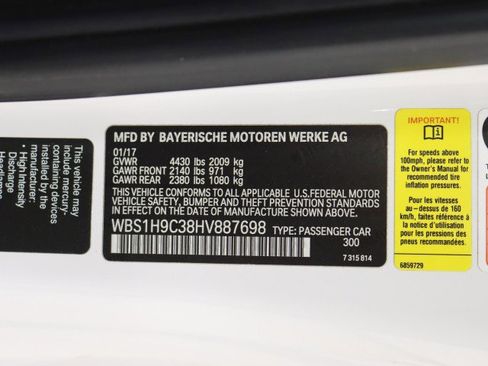 This vehicle may
include mercury-
containing devices
installed by the
manufacturer:
• High Intensity
Discharge
MFD BY BAYERISCHE MOTOREN WERKE AG
01/17
GVWR 4430 lbs 2009 kg
GAWR FRONT 2140 lbs 971 kg
GAWR REAR 2380 lbs 1080 kg
THIS VEHICLE CONFORMS TO ALL APPLICABLE U.S.FEDERAL MOTOR
VEHICLE SAFETY, BUMPER AND THEFT PREVENTION STANDARDS
IN EFFECT ON THE DATE OF MANUFACTURE SHOWN ABOVE.
WBS1H9C38HV887698 TYPE: PASSENGER CAR
300
7 315 814
IMPORTANT!
For speeds above
100mph, please refer to
the Owner's Manual for
recommended tire
inflation pressures.
Pour les vitesses
au-dessus de 160
km/h, faites référence à
la notice d'utilisation
pour les pressions des
pneus recommandées.
6859729